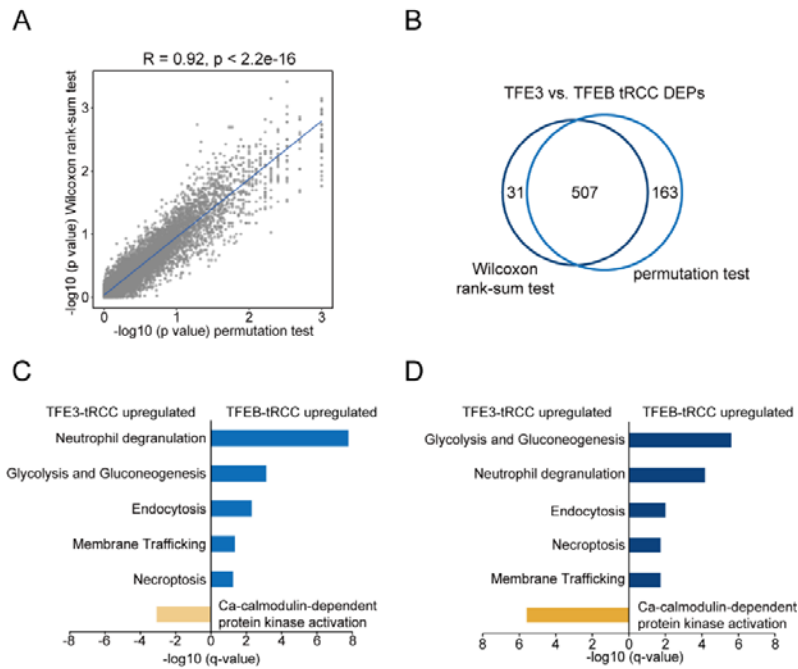 A
R = 0.92, p < 2.2e-16
-log10 (p value) Wilcoxon rank-sum test
3
2
1
0
0
1
2
3
-log10 (p value) permutation test
B
TFE3 vs. TFEB tRCC DEPs
31
507
163
Wilcoxon
rank-sum test
permutation test
C
TFE3-tRCC upregulated
TFEB-tRCC upregulated
Neutrophil degranulation
Glycolysis and Gluconeogenesis
Endocytosis
Membrane Trafficking
Necroptosis
Ca-calmodulin-dependent
protein kinase activation
-8 -6 -4 -2 0 2 4 6 8
-log10 (q-value)
D
TFE3-tRCC upregulated
TFEB-tRCC upregulated
Glycolysis and Gluconeogenesis
Neutrophil degranulation
Endocytosis
Necroptosis
Membrane Trafficking
Ca-calmodulin-dependent
protein kinase activation
8 6 4 2 0 2 4 6 8
-log10 (q-value)